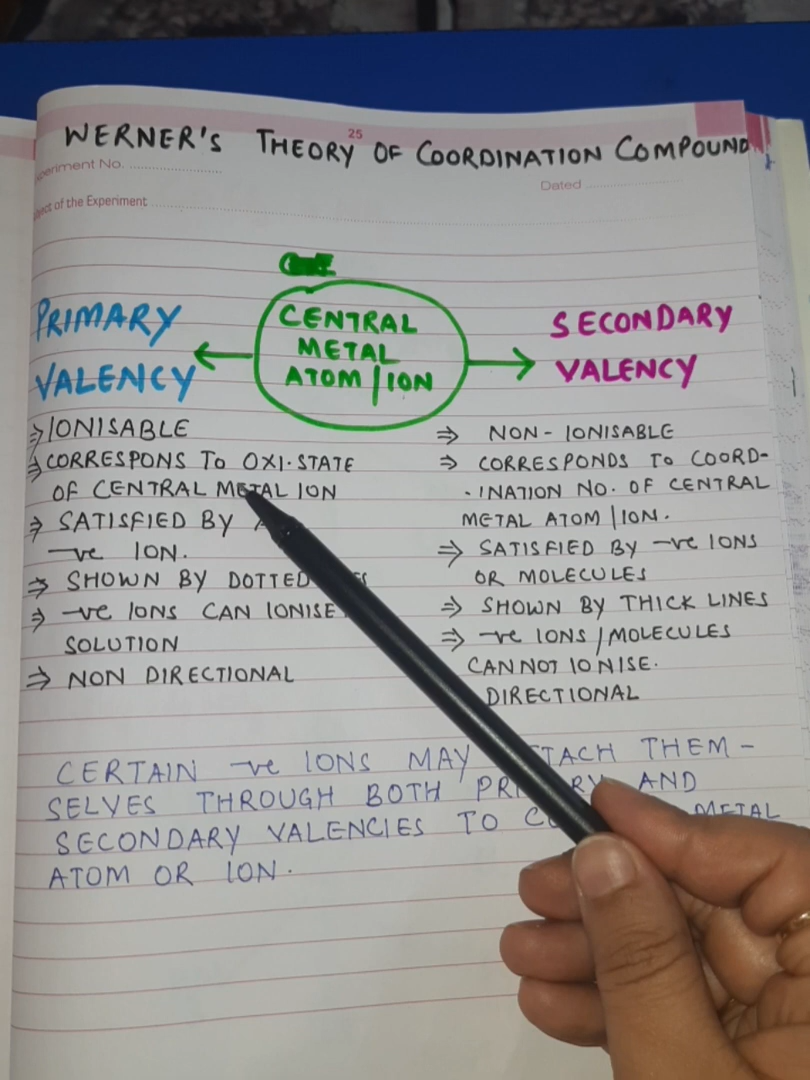 25
WERNER'S THEORY OF COORDINATION COMPOUND
periment No.
Dated
ject of the Experiment
CENTRAL
METAL
ATOM / ION
PRIMARY
VALENCY
⇒ IONISABLE
⇒ CORRESPONS TO OXI. STATE
OF CENTRAL METAL ION
⇒ SATISFIED BY
-ve ION.
⇒ SHOWN BY DOTTED
⇒ -ve IONS CAN IONISE
SOLUTION
⇒ NON DIRECTIONAL
SECONDARY
VALENCY
⇒ NON-IONISABLE
⇒ CORRESPONDS TO COORD-
-INATION NO. OF CENTRAL
METAL ATOM / ION.
⇒ SATISFIED BY -ve IONS
OR MOLECULES
⇒ SHOWN BY THICK LINES
⇒ -ve IONS / MOLECULES
CANNOT IONISE.
DIRECTIONAL
CERTAIN -ve IONS MAY THEM-
SELVES THROUGH BOTH AND
SECONDARY VALENCIES TO METAL
ATOM OR ION.